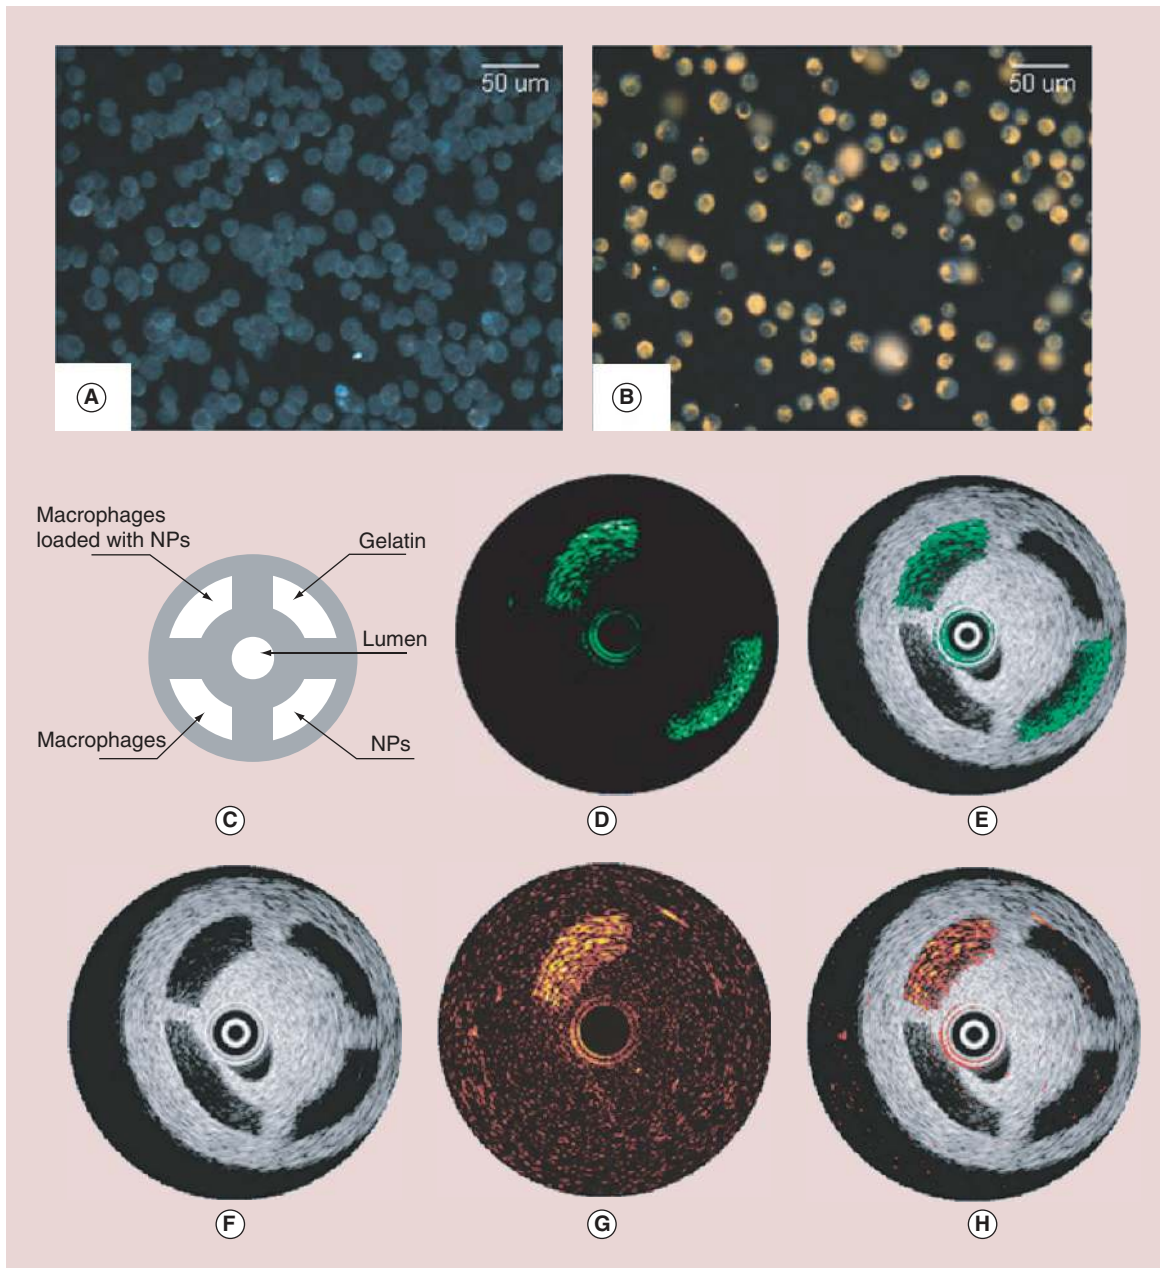 50 um
50 um
A
B
Macrophages
loaded with NPs
Gelatin
Lumen
Macrophages
NPs
C
D
E
F
G
H